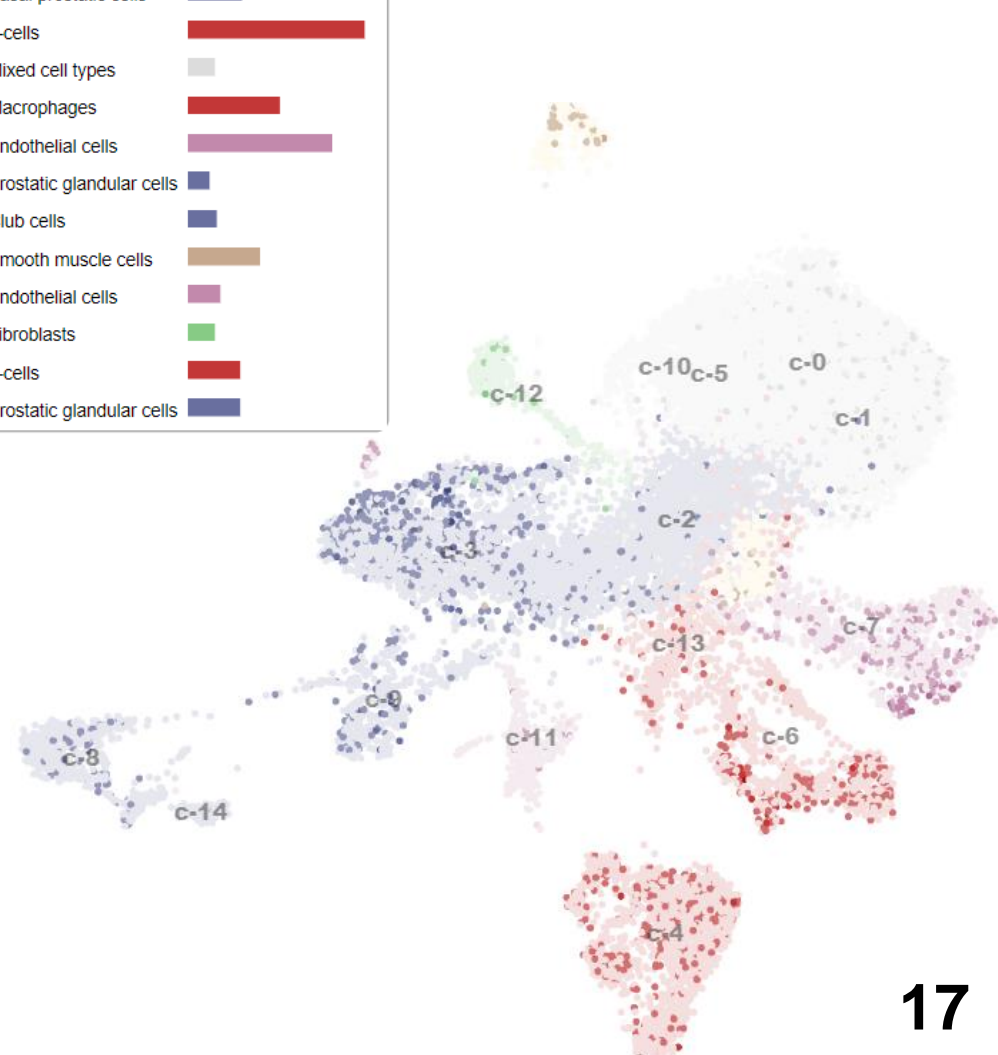 -cells
ixed cell types
lacrophages
ndothelial cells
rostatic glandular cells
lub cells
mooth muscle cells
ndothelial cells
ibroblasts
-cells
rostatic glandular cells
c-10
c-5
c-0
c-1
c-12
c-2
c-3
c-7
c-13
c-9
c-11
c-6
c-8
c-14
c-4
17